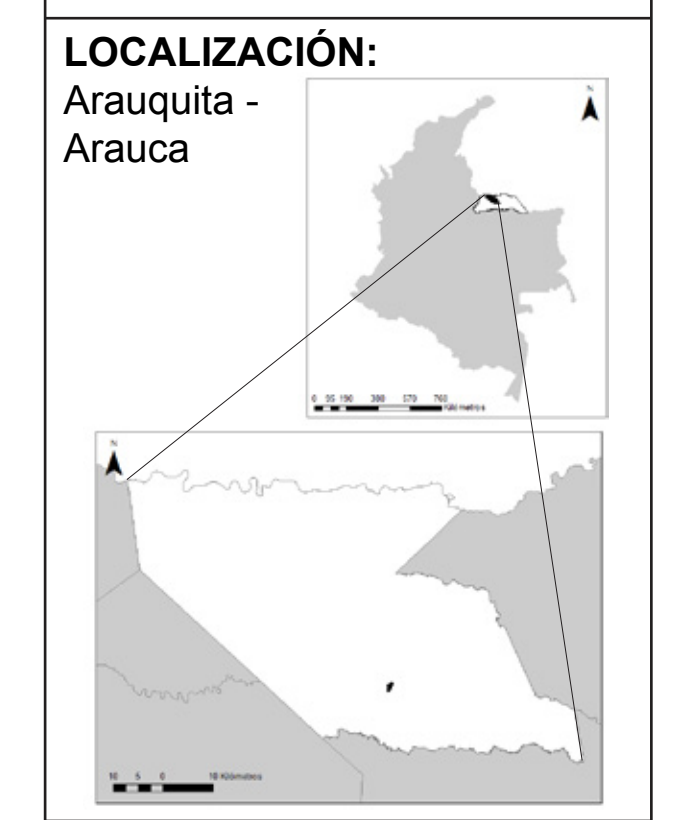 LOCALIZACIÓN:
Arauquita -
Arauca
N
0 95 190 380 570 760
Kilómetros
N
10 5 0 10 Kilómetros